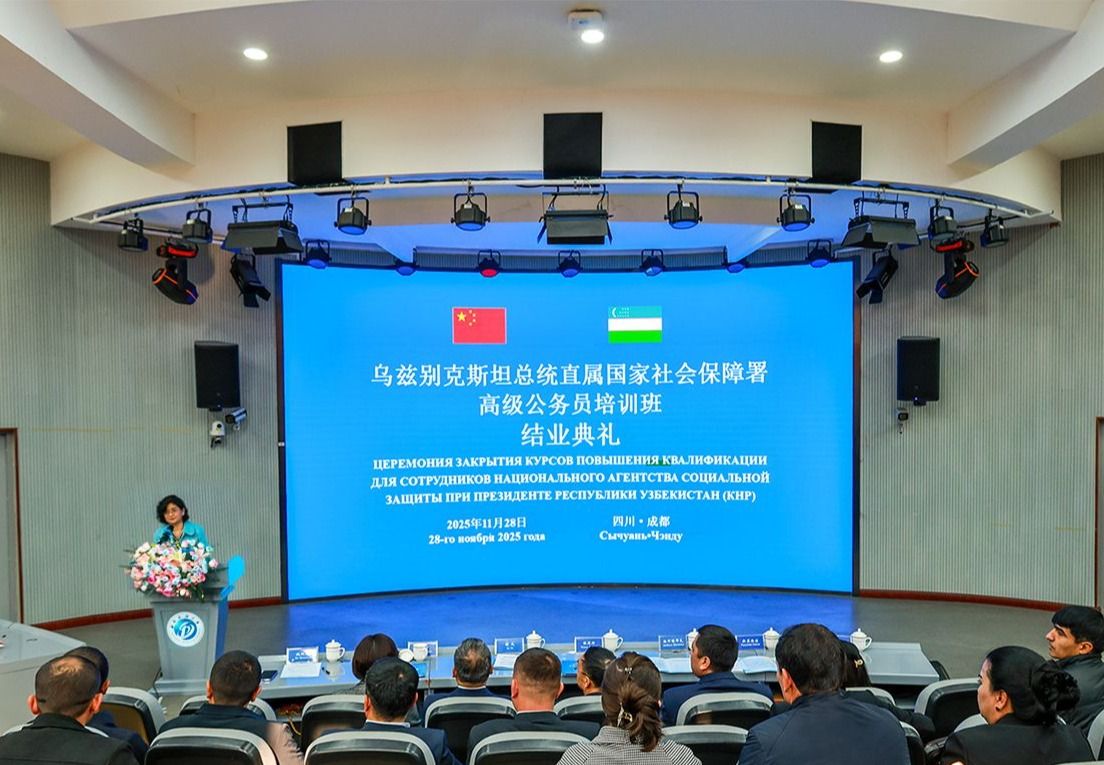 乌兹别克斯坦总统直属国家社会保障署
高级公务员培训班
结业典礼
ЦЕРЕМОНИЯ ЗАКРЫТИЯ КУРСОВ ПОВЫШЕНИЯ КВАЛИФИКАЦИИ
ДЛЯ СОТРУДНИКОВ НАЦИОНАЛЬНОГО АГЕНТСТВА СОЦИАЛЬНОЙ
ЗАЩИТЫ ПРИ ПРЕЗИДЕНТЕ РЕСПУБЛИКИ УЗБЕКИСТАН (КНР)
2025年11月28日 四川·成都
28-го ноября 2025 года Сычуань•Чэнду